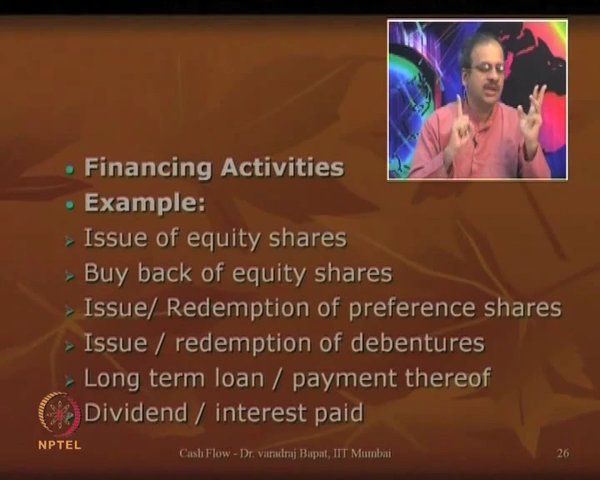 Financing Activities
Example:
Issue of equity shares
Buy back of equity shares
Issue/ Redemption of preference shares
Issue / redemption of debentures
Long term loan / payment thereof
Dividend / interest paid
NPTEL
Cash Flow - Dr. varadraj Bapat, IIT Mumbai
26